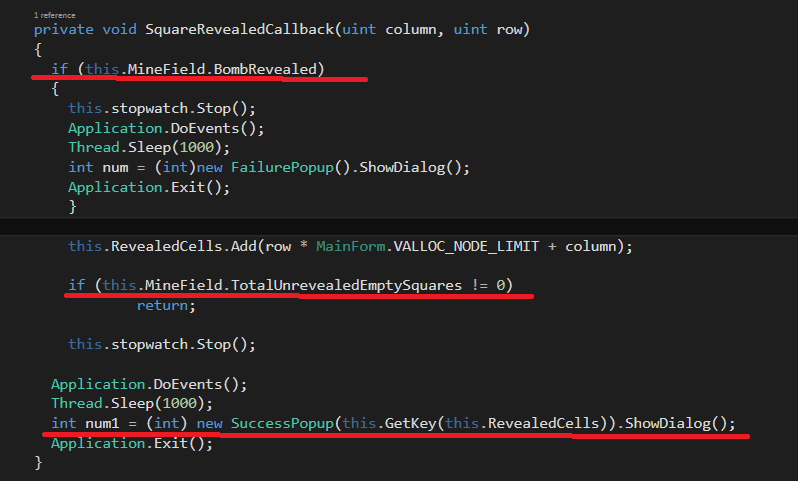 1 reference
private void SquareRevealedCallback(uint column, uint row)
{
if (this.MineField.BombRevealed)
{
this.stopwatch.Stop();
Application.DoEvents();
Thread.Sleep(1000);
int num = (int)new FailurePopup().ShowDialog();
Application.Exit();
}
this.RevealedCells.Add(row * MainForm.VALLOC_NODE_LIMIT + column);
if (this.MineField.TotalUnrevealedEmptySquares != 0)
return;
this.stopwatch.Stop();
Application.DoEvents();
Thread.Sleep(1000);
int num1 = (int) new SuccessPopup(this.GetKey(this.RevealedCells)).ShowDialog();
Application.Exit();
}